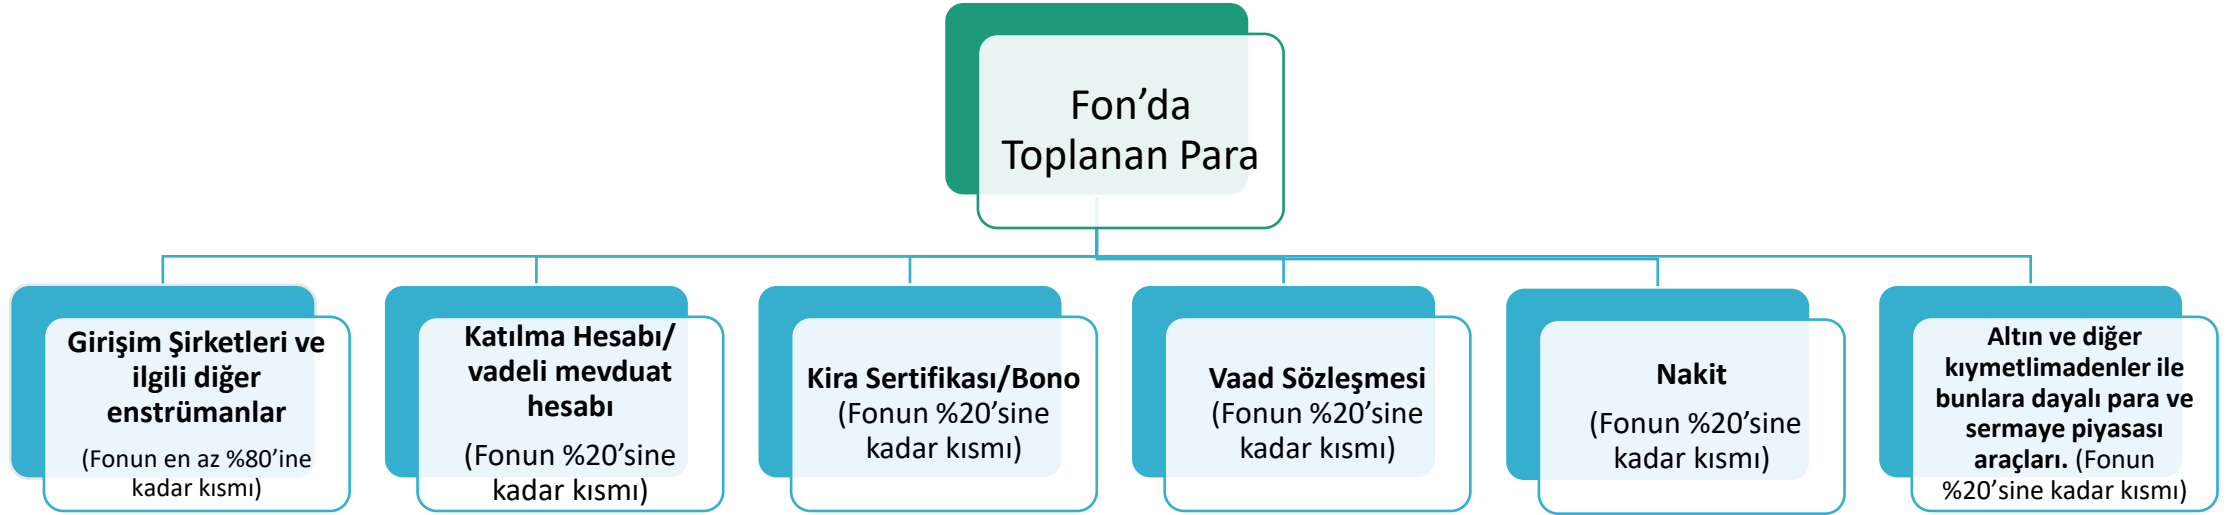 Fon’da
Toplanan Para
Girişim Şirketleri ve
ilgili diğer
enstrümanlar
(Fonun en az %80’ine
kadar kısmı)
Katılma Hesabı/
vadeli mevduat
hesabı
(Fonun %20’sine
kadar kısmı)
Kira Sertifikası/Bono
(Fonun %20’sine
kadar kısmı)
Vaad Sözleşmesi
(Fonun %20’sine
kadar kısmı)
Nakit
(Fonun %20’sine
kadar kısmı)
Altın ve diğer
kıymetlimadenler ile
bunlara dayalı para ve
sermaye piyasası
araçları. (Fonun
%20’sine kadar kısmı)